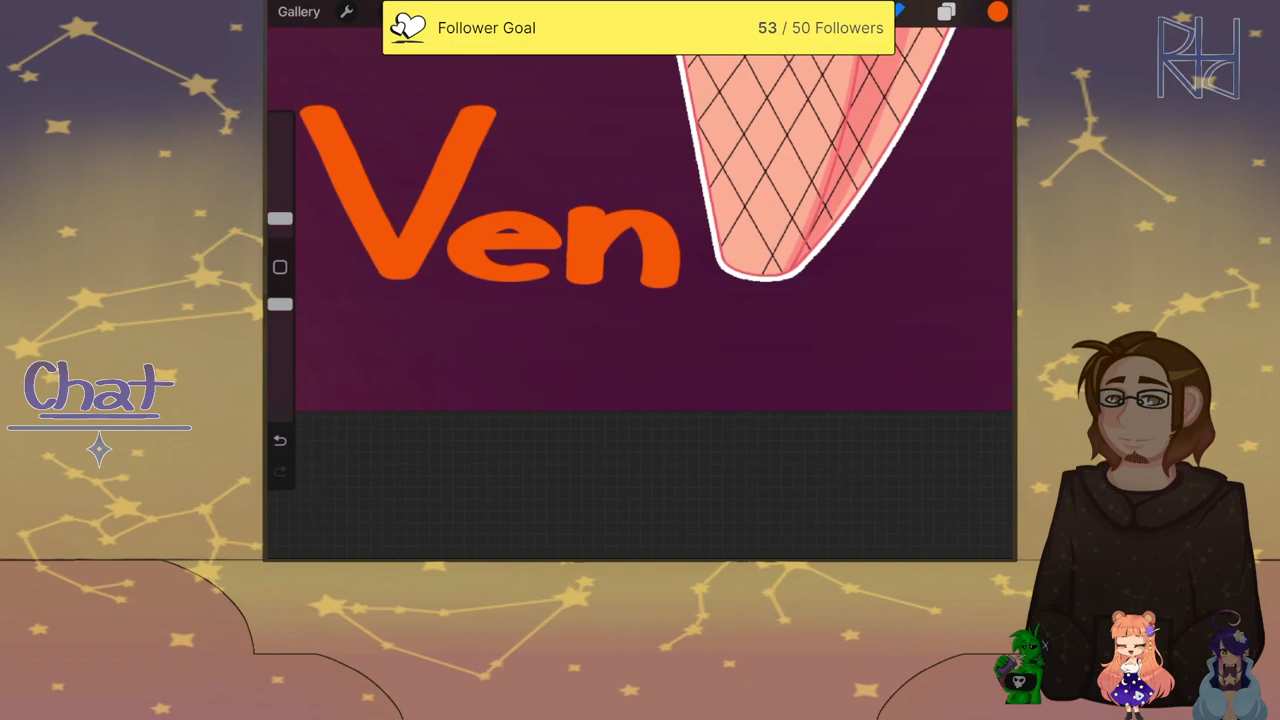 Gallery
Follower Goal
53 / 50 Followers
Ven
Chat